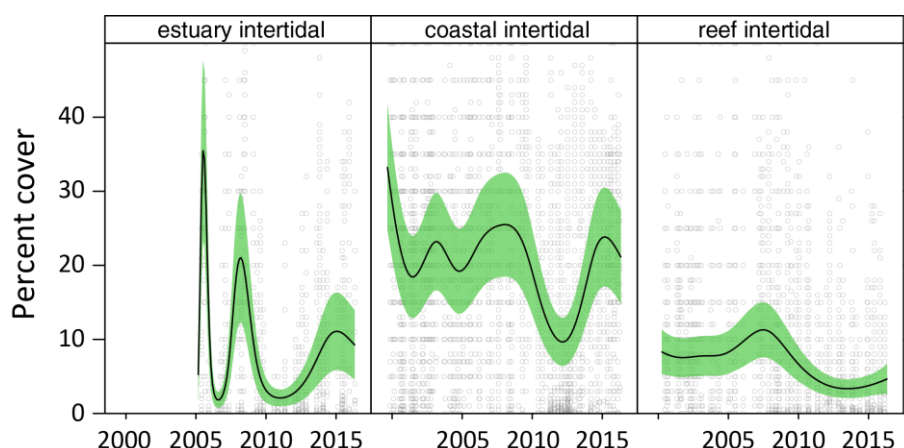 estuary intertidal coastal intertidal reef intertidal
Percent cover
40
30
20
10
0
2000 2005 2010 2015 2005 2010 2015 2005 2010 2015